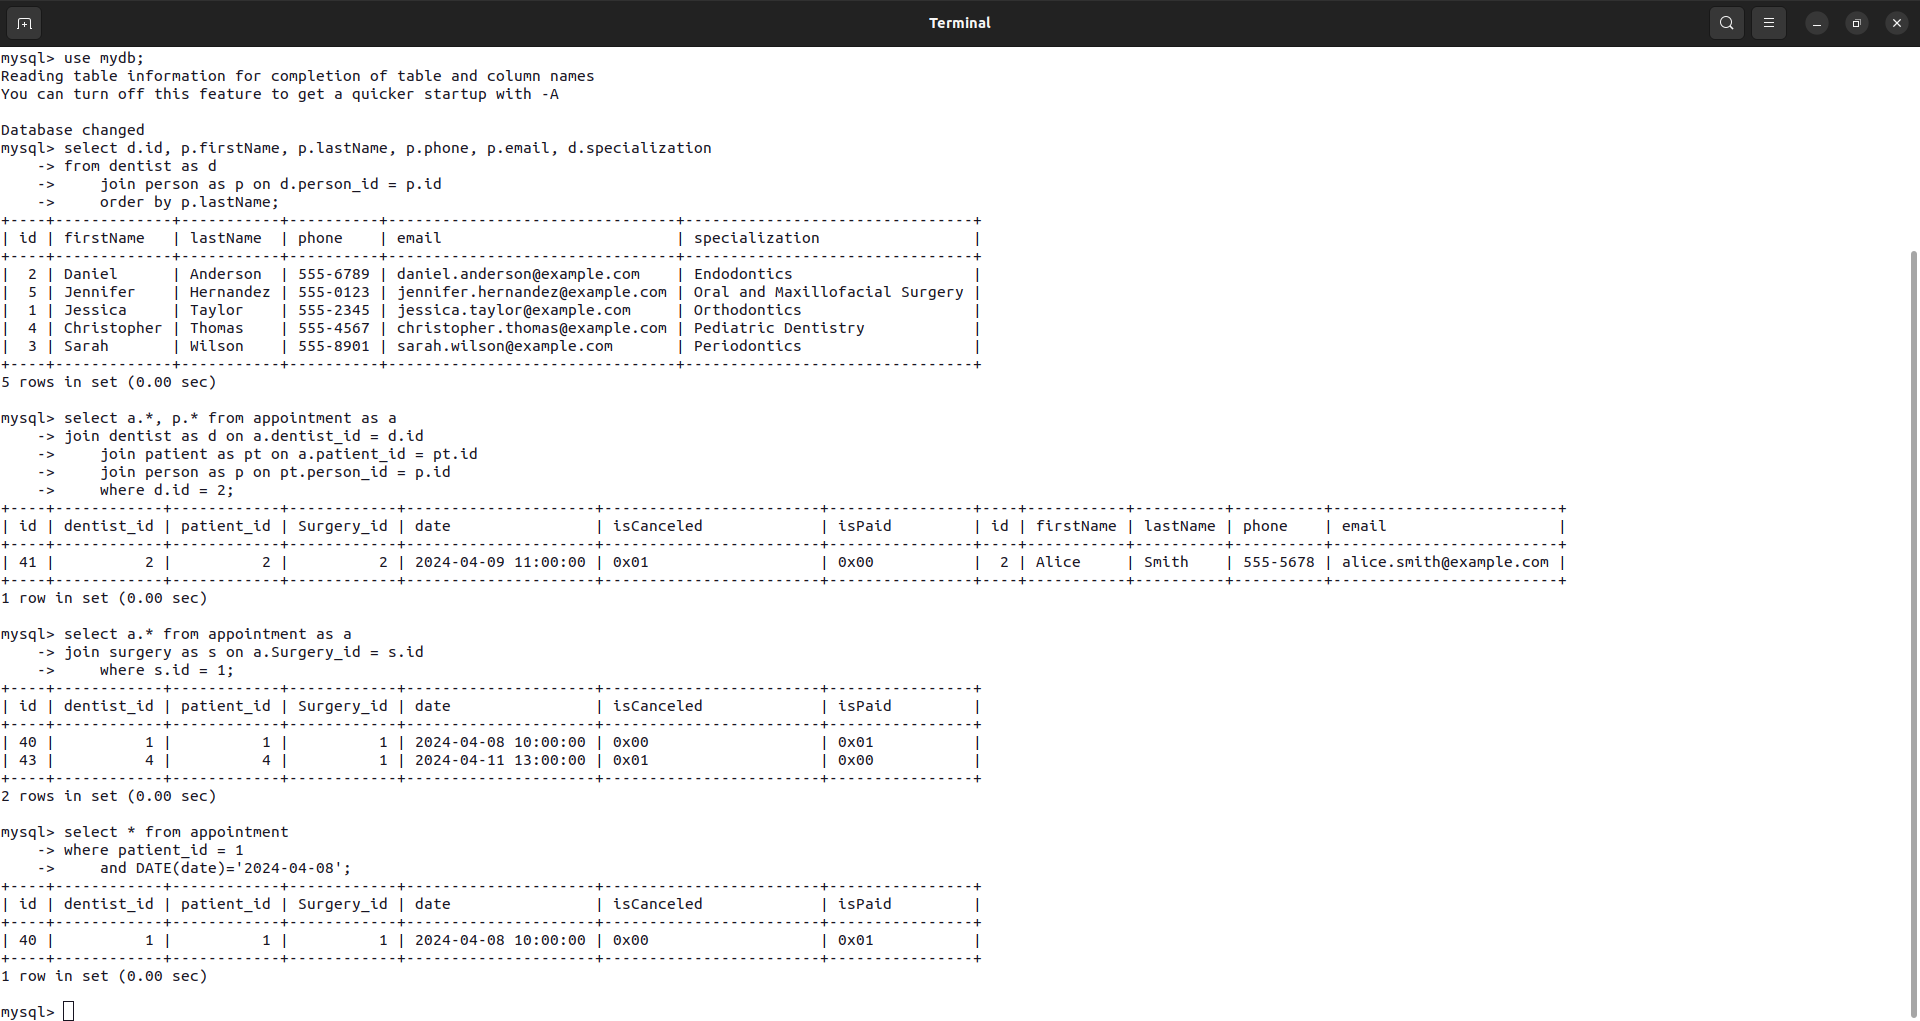 Terminal
mysql> use mydb;
Reading table information for completion of table and column names
You can turn off this feature to get a quicker startup with -A
Database changed
mysql> select d.id, p.firstName, p.lastName, p.phone, p.email, d.specialization
    -> from dentist as d
    ->     join person as p on d.person_id = p.id
    ->     order by p.lastName;
+----+-------------+-----------+----------+--------------------------------+--------------------------------+
| id | firstName   | lastName  | phone    | email                          | specialization                 |
+----+-------------+-----------+----------+--------------------------------+--------------------------------+
|  2 | Daniel      | Anderson  | 555-6789 | daniel.anderson@example.com    | Endodontics                    |
|  5 | Jennifer    | Hernandez | 555-0123 | jennifer.hernandez@example.com | Oral and Maxillofacial Surgery |
|  1 | Jessica     | Taylor    | 555-2345 | jessica.taylor@example.com     | Orthodontics                   |
|  4 | Christopher | Thomas    | 555-4567 | christopher.thomas@example.com | Pediatric Dentistry            |
|  3 | Sarah       | Wilson    | 555-8901 | sarah.wilson@example.com       | Periodontics                   |
+----+-------------+-----------+----------+--------------------------------+--------------------------------+
5 rows in set (0.00 sec)
mysql> select a.*, p.* from appointment as a
    -> join dentist as d on a.dentist_id = d.id
    ->     join patient as pt on a.patient_id = pt.id
    ->     join person as p on pt.person_id = p.id
    ->     where d.id = 2;
+----+------------+------------+------------+---------------------+------------------------+----------------+----+-----------+----------+----------+-------------------------+
| id | dentist_id | patient_id | Surgery_id | date                | isCanceled             | isPaid         | id | firstName | lastName | phone    | email                   |
+----+------------+------------+------------+---------------------+------------------------+----------------+----+-----------+----------+----------+-------------------------+
| 41 |          2 |          2 |          2 | 2024-04-09 11:00:00 | 0x01                   | 0x00           |  2 | Alice     | Smith    | 555-5678 | alice.smith@example.com |
+----+------------+------------+------------+---------------------+------------------------+----------------+----+-----------+----------+----------+-------------------------+
1 row in set (0.00 sec)
mysql> select a.* from appointment as a
    -> join surgery as s on a.Surgery_id = s.id
    ->     where s.id = 1;
+----+------------+------------+------------+---------------------+------------------------+----------------+
| id | dentist_id | patient_id | Surgery_id | date                | isCanceled             | isPaid         |
+----+------------+------------+------------+---------------------+------------------------+----------------+
| 40 |          1 |          1 |          1 | 2024-04-08 10:00:00 | 0x00                   | 0x01           |
| 43 |          4 |          4 |          1 | 2024-04-11 13:00:00 | 0x01                   | 0x00           |
+----+------------+------------+------------+---------------------+------------------------+----------------+
2 rows in set (0.00 sec)
mysql> select * from appointment
    -> where patient_id = 1
    ->     and DATE(date)='2024-04-08';
+----+------------+------------+------------+---------------------+------------------------+----------------+
| id | dentist_id | patient_id | Surgery_id | date                | isCanceled             | isPaid         |
+----+------------+------------+------------+---------------------+------------------------+----------------+
| 40 |          1 |          1 |          1 | 2024-04-08 10:00:00 | 0x00                   | 0x01           |
+----+------------+------------+------------+---------------------+------------------------+----------------+
1 row in set (0.00 sec)
mysql>